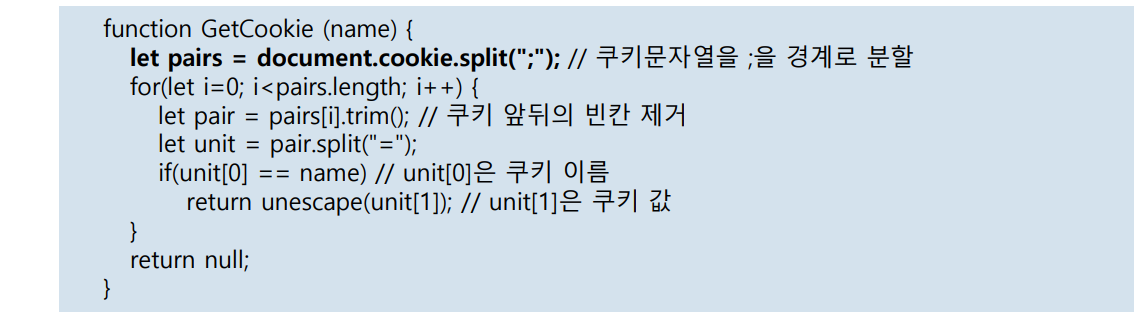 function GetCookie (name) {
let pairs = document.cookie.split(";"); // 쿠키문자열을 ;을 경계로 분할
for(let i=0; i<pairs.length; i++) {
let pair = pairs[i].trim(); // 쿠키 앞뒤의 빈칸 제거
let unit = pair.split("=");
if(unit[0] == name) // unit[0]은 쿠키 이름
return unescape(unit[1]); // unit[1]은 쿠키 값
}
return null;
}